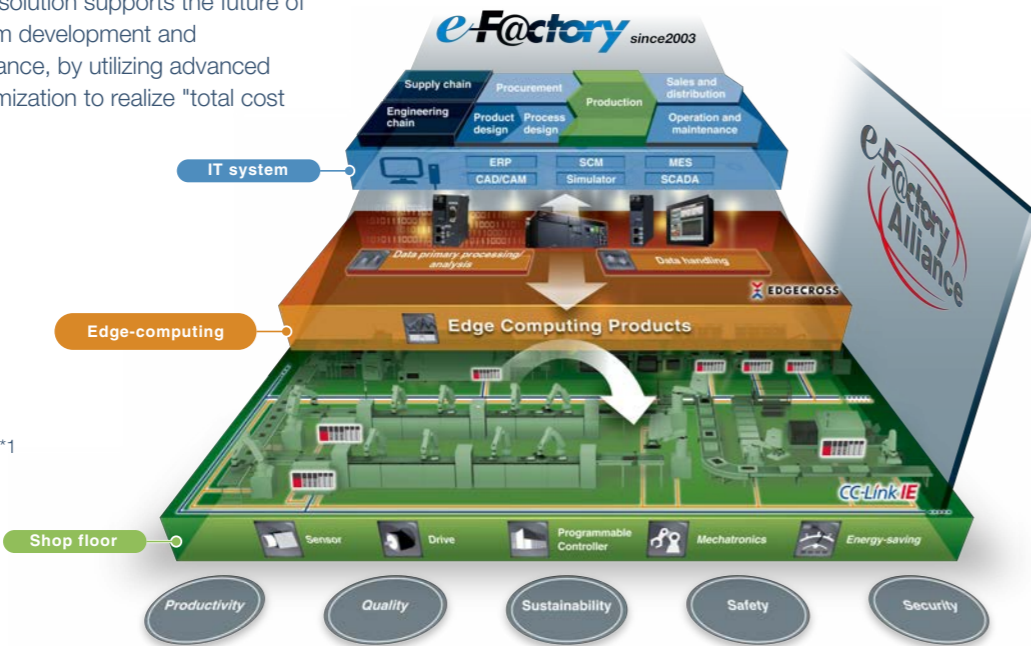 solution supports the future of
m development and
ance, by utilizing advanced
mization to realize "total cost
e-F@ctory since2003
Supply chain
Procurement
Production
Sales and
distribution
Engineering
chain
Product
design
Process
design
Operation and
maintenance
IT system
ERP
SCM
MES
CAD/CAM
Simulator
SCADA
Data primary processing/
analysis
Data handling
EDGECROSS
Edge-computing
Edge Computing Products
e-F@ctory
Alliance
*1
CC-Link IE
Shop floor
Sensor
Drive
Programmable
Controller
Mechatronics
Energy-saving
Productivity
Quality
Sustainability
Safety
Security